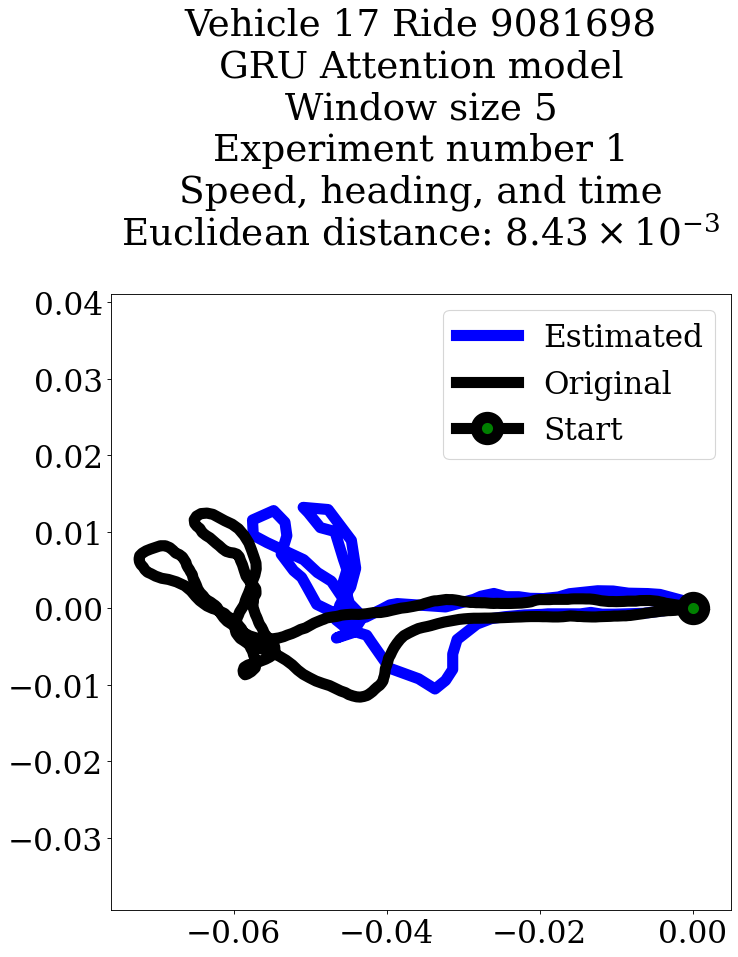 Vehicle 17 Ride 9081698
GRU Attention model
Window size 5
Experiment number 1
Speed, heading, and time
Euclidean distance: 8.43 × 10⁻³
0.04
0.03
0.02
0.01
0.00
−0.01
−0.02
−0.03
Estimated
Original
Start
−0.06
−0.04
−0.02
0.00